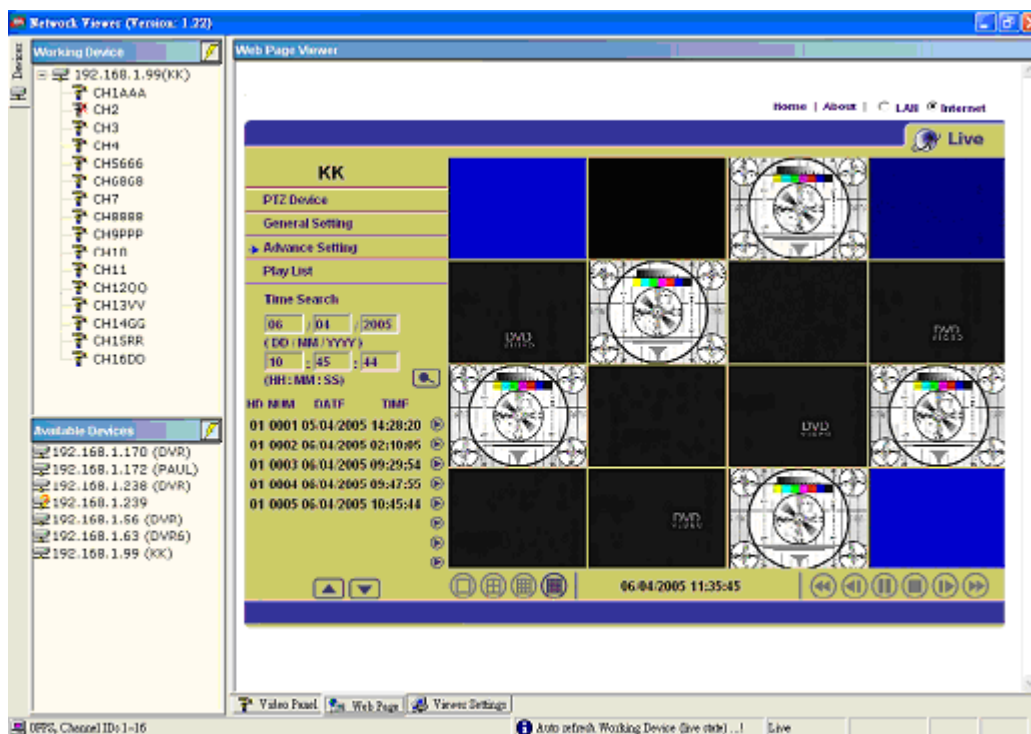 Network Viewer (Version: 1.22)
Devices
Working Device
192.168.1.99(KK)
CH1AAA
CH2
CH3
CH4
CH5666
CH6868
CH7
CH8888
CH9PPP
CH10
CH11
CH12QQ
CH13VV
CH14GG
CH15RR
CH16DD
Available Devices
192.168.1.170 (DVR)
192.168.1.172 (PAUL)
192.168.1.238 (DVR)
192.168.1.239
192.168.1.56 (DVR)
192.168.1.63 (DVR6)
192.168.1.99 (KK)
Web Page Viewer
Home | About | LAN Internet
Live
KK
PTZ Device
General Setting
Advance Setting
Play List
Time Search
06 / 04 / 2005
( DD / MM / YYYY )
10 : 45 : 44
(HH : MM : SS)
HD NUM DATE TIME
01 0001 05/04/2005 14:28:20
01 0002 06/04/2005 02:10:05
01 0003 06/04/2005 09:29:54
01 0004 06/04/2005 09:47:55
01 0005 06/04/2005 10:45:44
DVD VIDEO
DVD VIDEO
DVD VIDEO
DVD VIDEO
06/04/2005 11:35:45
Video Panel Web Page Viewer Settings
0FPS, Channel IDs 1~16
Auto refresh Working Device (live state) ...! Live